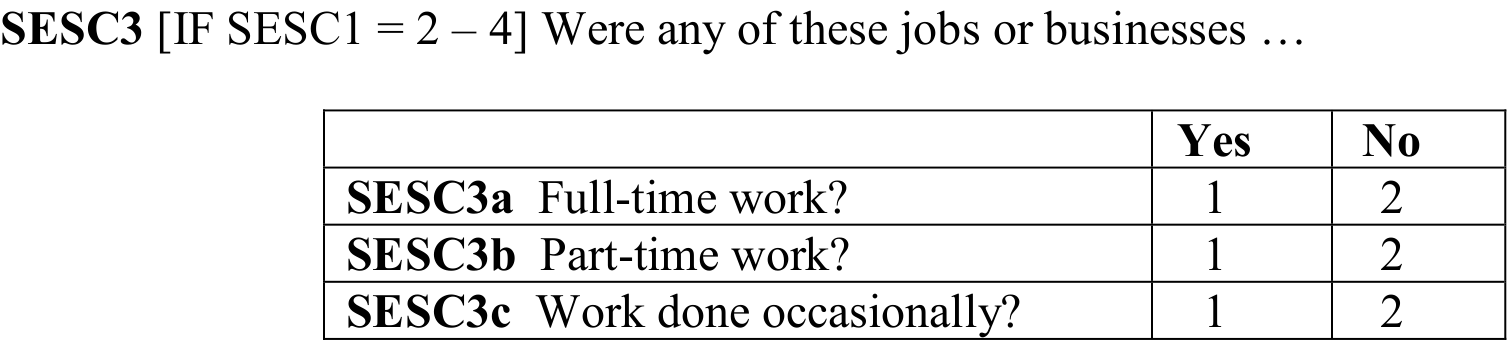 SESC3 [IF SESC1 = 2 – 4] Were any of these jobs or businesses …
Yes No
SESC3a Full-time work? 1 2
SESC3b Part-time work? 1 2
SESC3c Work done occasionally? 1 2